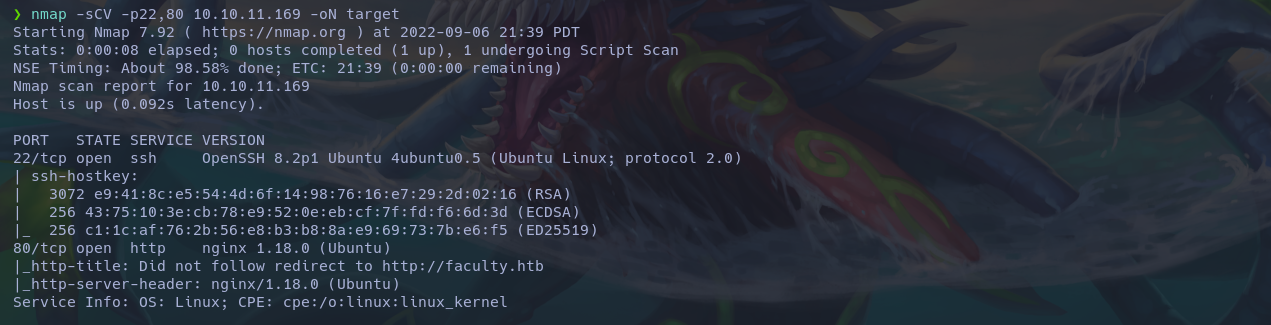 ❯ nmap -sCV -p22,80 10.10.11.169 -oN target
Starting Nmap 7.92 ( https://nmap.org ) at 2022-09-06 21:39 PDT
Stats: 0:00:08 elapsed; 0 hosts completed (1 up), 1 undergoing Script Scan
NSE Timing: About 98.58% done; ETC: 21:39 (0:00:00 remaining)
Nmap scan report for 10.10.11.169
Host is up (0.092s latency).

PORT   STATE SERVICE VERSION
22/tcp open  ssh     OpenSSH 8.2p1 Ubuntu 4ubuntu0.5 (Ubuntu Linux; protocol 2.0)
| ssh-hostkey:
|   3072 e9:41:8c:e5:54:4d:6f:14:98:76:16:e7:29:2d:02:16 (RSA)
|   256 43:75:10:3e:cb:78:e9:52:0e:eb:cf:7f:fd:f6:6d:3d (ECDSA)
|_  256 c1:1c:af:76:2b:56:e8:b3:b8:8a:e9:69:73:7b:e6:f5 (ED25519)
80/tcp open  http    nginx 1.18.0 (Ubuntu)
|_http-title: Did not follow redirect to http://faculty.htb
|_http-server-header: nginx/1.18.0 (Ubuntu)
Service Info: OS: Linux; CPE: cpe:/o:linux:linux_kernel